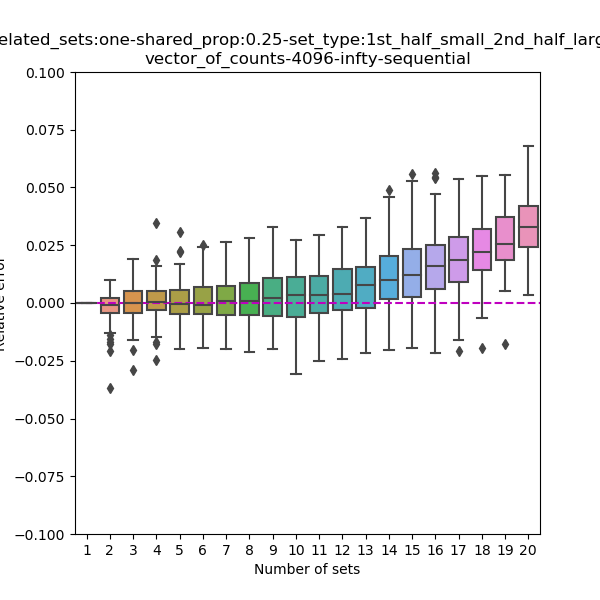 elated_sets:one-shared_prop:0.25-set_type:1st_half_small_2nd_half_larg
vector_of_counts-4096-infty-sequential
0.100
0.075
0.050
0.025
0.000
−0.025
−0.050
−0.075
−0.100
Relative error
1 2 3 4 5 6 7 8 9 10 11 12 13 14 15 16 17 18 19 20
Number of sets